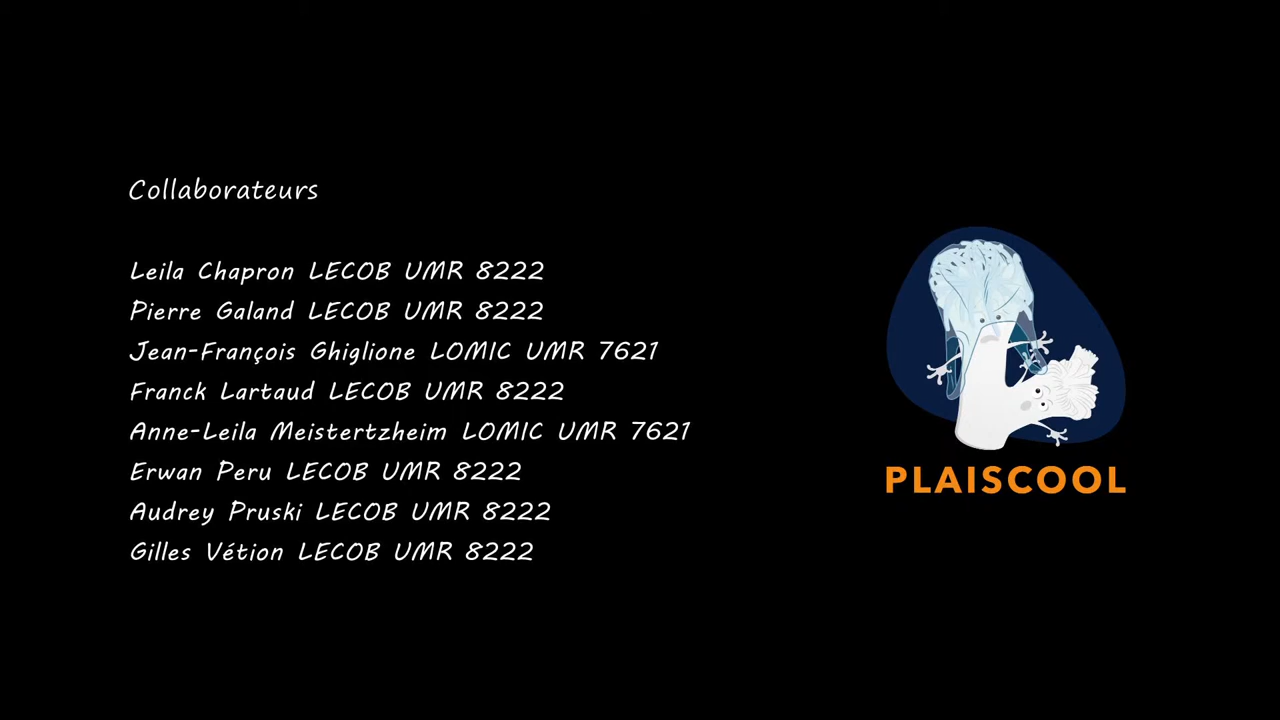 Collaborateurs
Leila Chapron LECOB UMR 8222
Pierre Galand LECOB UMR 8222
Jean-François Ghiglione LOMIC UMR 7621
Franck Lartaud LECOB UMR 8222
Anne-Leila Meistertzheim LOMIC UMR 7621
Erwan Peru LECOB UMR 8222
Audrey Pruski LECOB UMR 8222
Gilles Vétion LECOB UMR 8222
PLAISCOOL